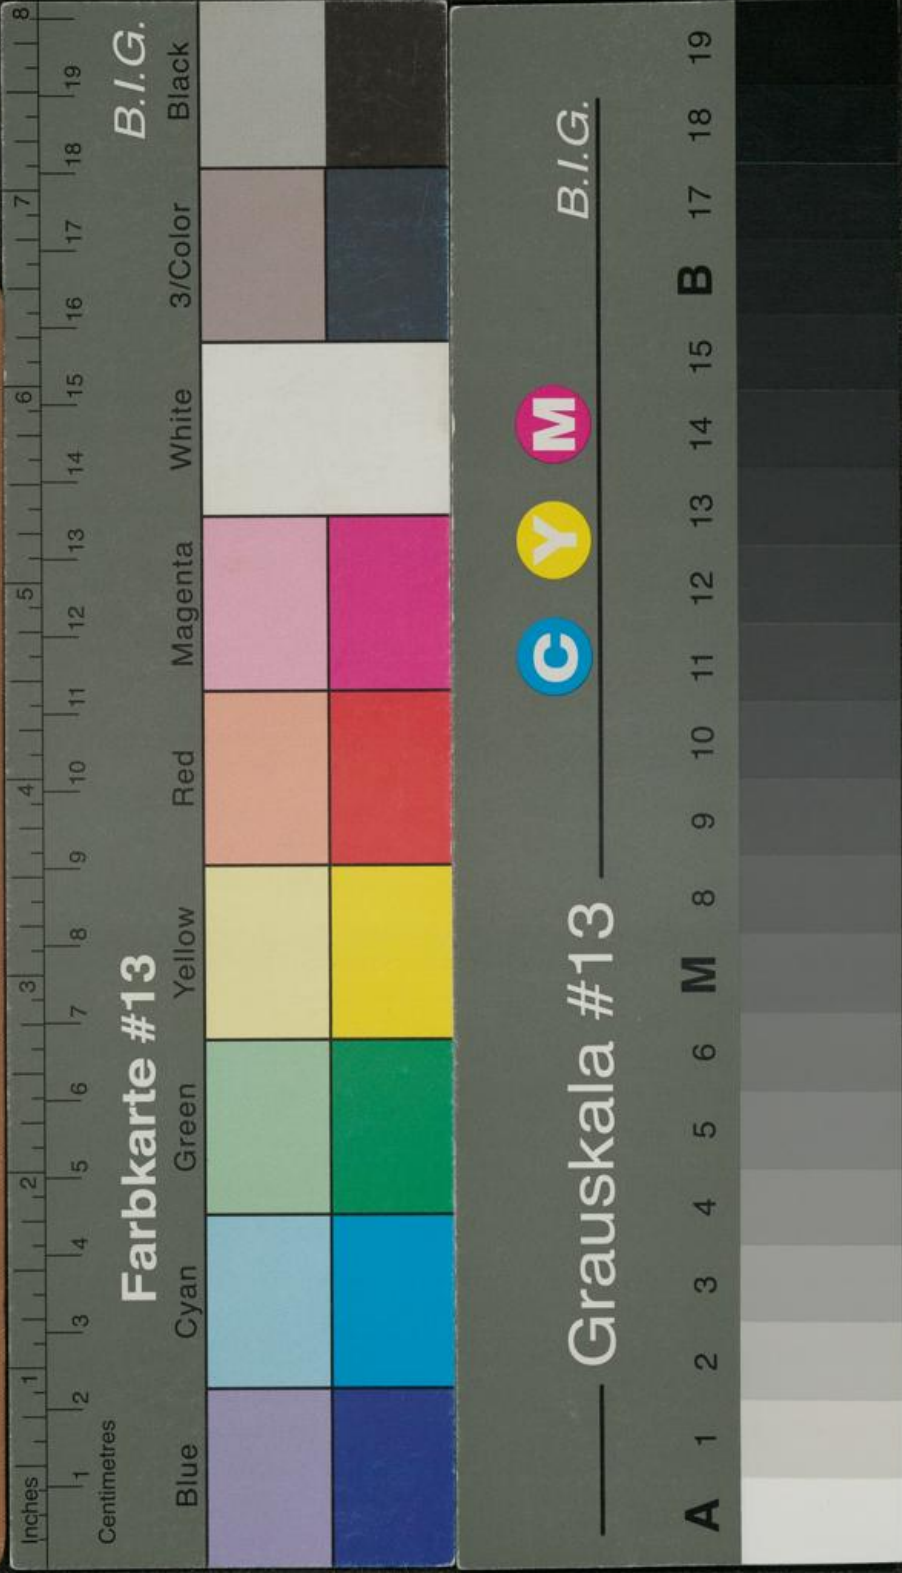 Inches 1 2 3 4 5 6 7 8
1 2 3 4 5 6 7 8 9 10 11 12 13 14 15 16 17 18 19
Centimetres
Farbkarte #13 B.I.G.
Blue Cyan Green Yellow Red Magenta White 3/Color Black
C Y M B.I.G.
Grauskala #13
A 1 2 3 4 5 6 M 8 9 10 11 12 13 14 15 B 17 18 19